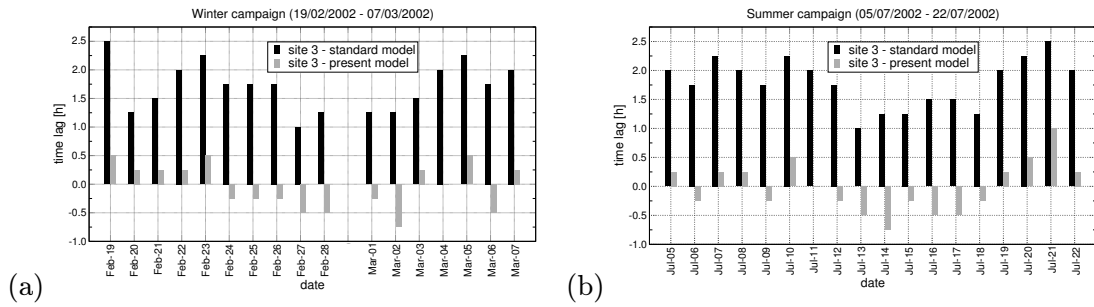 Winter campaign (19/02/2002 - 07/03/2002)
site 3 - standard model
site 3 - present model
time lag [h]
2.5
2.0
1.5
1.0
0.5
0.0
-0.5
-1.0
Feb-19
Feb-20
Feb-21
Feb-22
Feb-23
Feb-24
Feb-25
Feb-26
Feb-27
Feb-28
Mar-01
Mar-02
Mar-03
Mar-04
Mar-05
Mar-06
Mar-07
date
(a)
Summer campaign (05/07/2002 - 22/07/2002)
site 3 - standard model
site 3 - present model
time lag [h]
2.5
2.0
1.5
1.0
0.5
0.0
-0.5
-1.0
Jul-05
Jul-06
Jul-07
Jul-08
Jul-09
Jul-10
Jul-11
Jul-12
Jul-13
Jul-14
Jul-15
Jul-16
Jul-17
Jul-18
Jul-19
Jul-20
Jul-21
Jul-22
date
(b)